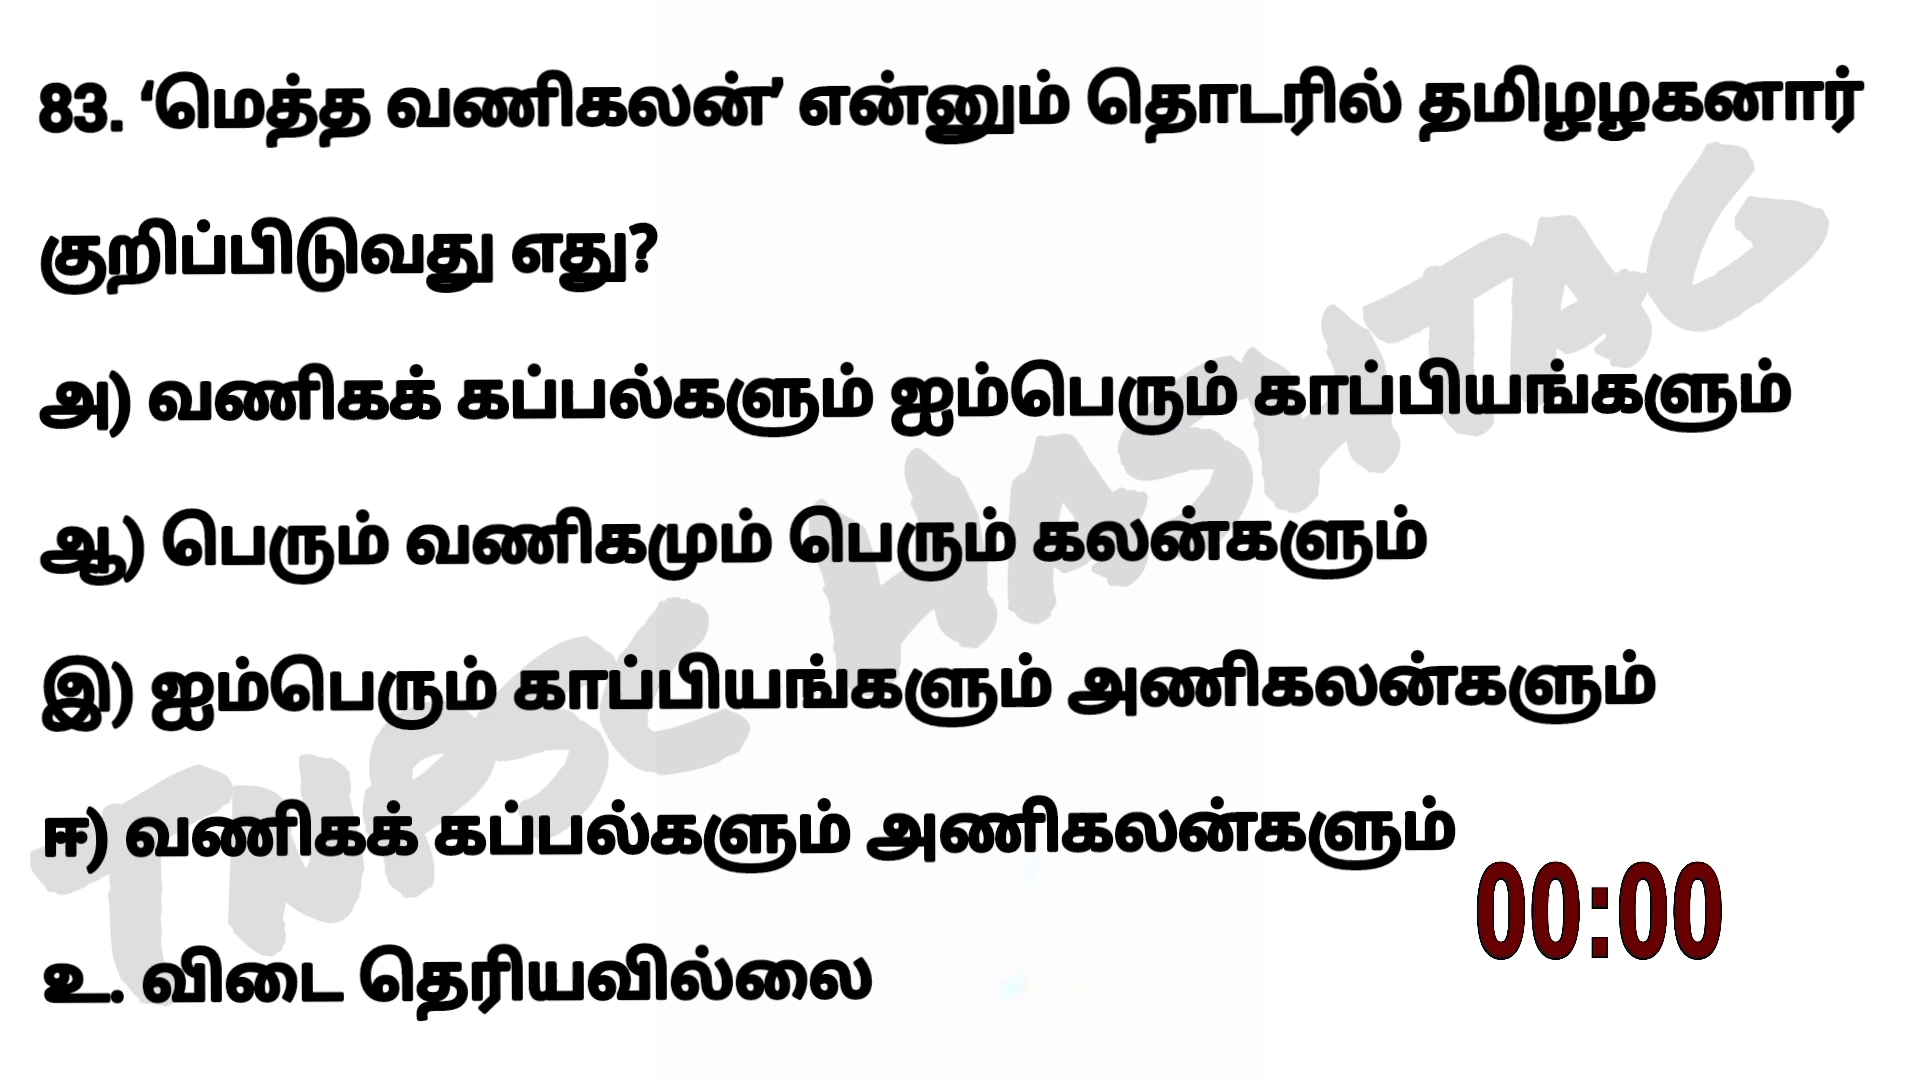 83. ‘மெத்த வணிகலன்’ என்னும் தொடரில் தமிழழகனார்
குறிப்பிடுவது எது?
அ) வணிகக் கப்பல்களும் ஐம்பெரும் காப்பியங்களும்
ஆ) பெரும் வணிகமும் பெரும் கலன்களும்
இ) ஐம்பெரும் காப்பியங்களும் அணிகலன்களும்
ஈ) வணிகக் கப்பல்களும் அணிகலன்களும்
உ. விடை தெரியவில்லை
00:00
TNPSC HASHTAG